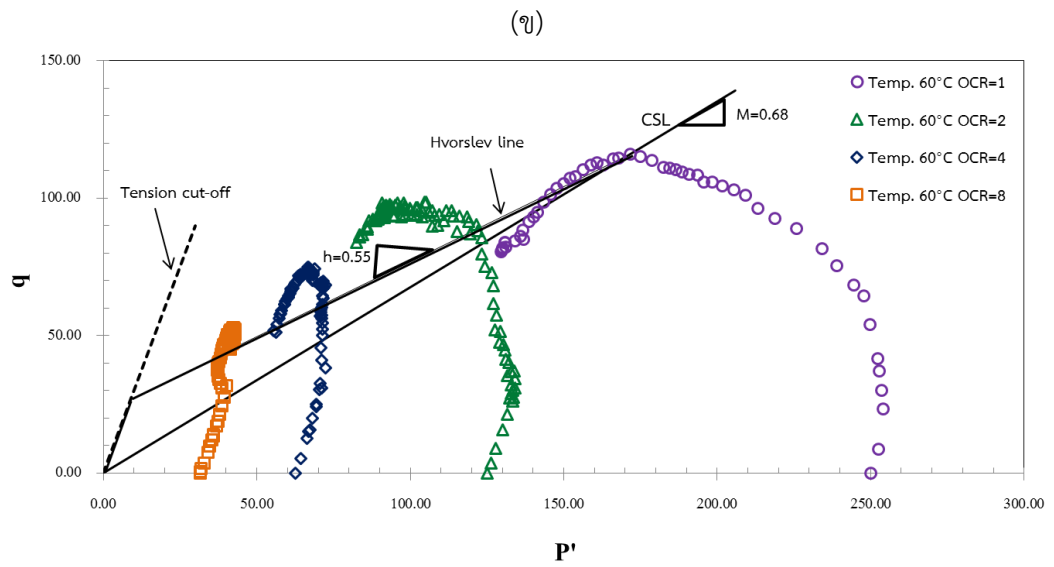 (ข)
150.00
100.00
50.00
0.00
q
Tension cut-off
h=0.55
Hvorslev line
CSL
M=0.68
Temp. 60°C OCR=1
Temp. 60°C OCR=2
Temp. 60°C OCR=4
Temp. 60°C OCR=8
0.00 50.00 100.00 150.00 200.00 250.00 300.00
P'